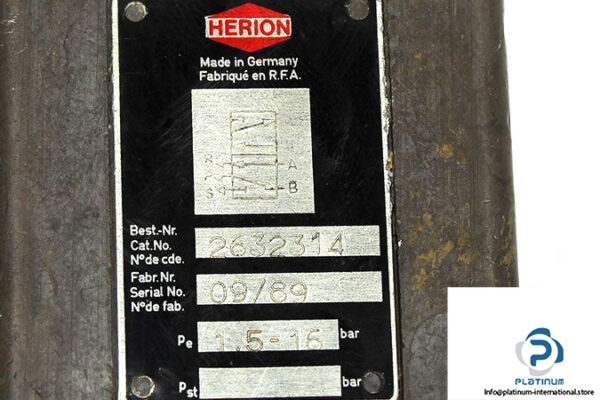 HERION
Made in Germany
Fabriqué en R.F.A.
R
P
S
A
B
Best.-Nr.
Cat.No. 2632314
N° de cde.
Fabr.Nr.
Serial No. 09/89
N° de fab.
Pe 1,5-16 bar
Pst bar
PLATINUM
Info@platinum-international.store